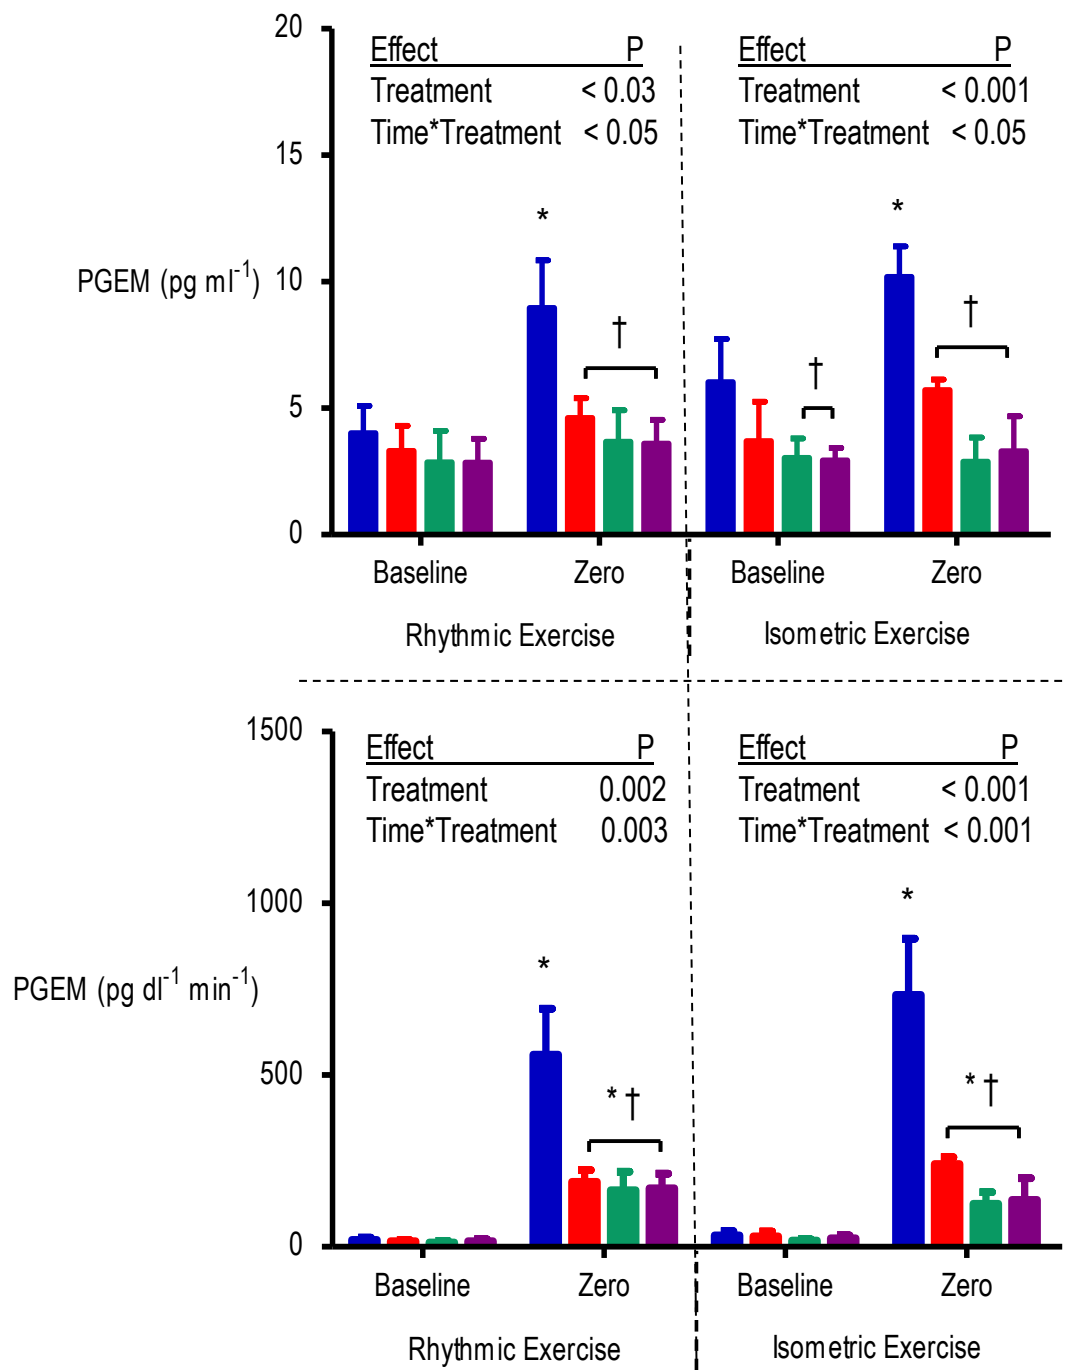 20
Effect P
Treatment < 0.03
Time*Treatment < 0.05
Effect P
Treatment < 0.001
Time*Treatment < 0.05
15
*
*
PGEM (pg ml-1)
10
†
†
†
5
0
Baseline Zero Baseline Zero
Rhythmic Exercise Isometric Exercise
1500
Effect P
Treatment 0.002
Time*Treatment 0.003
Effect P
Treatment < 0.001
Time*Treatment < 0.001
1000
*
*
PGEM (pg dl-1 min-1)
500
* †
* †
0
Baseline Zero Baseline Zero
Rhythmic Exercise Isometric Exercise